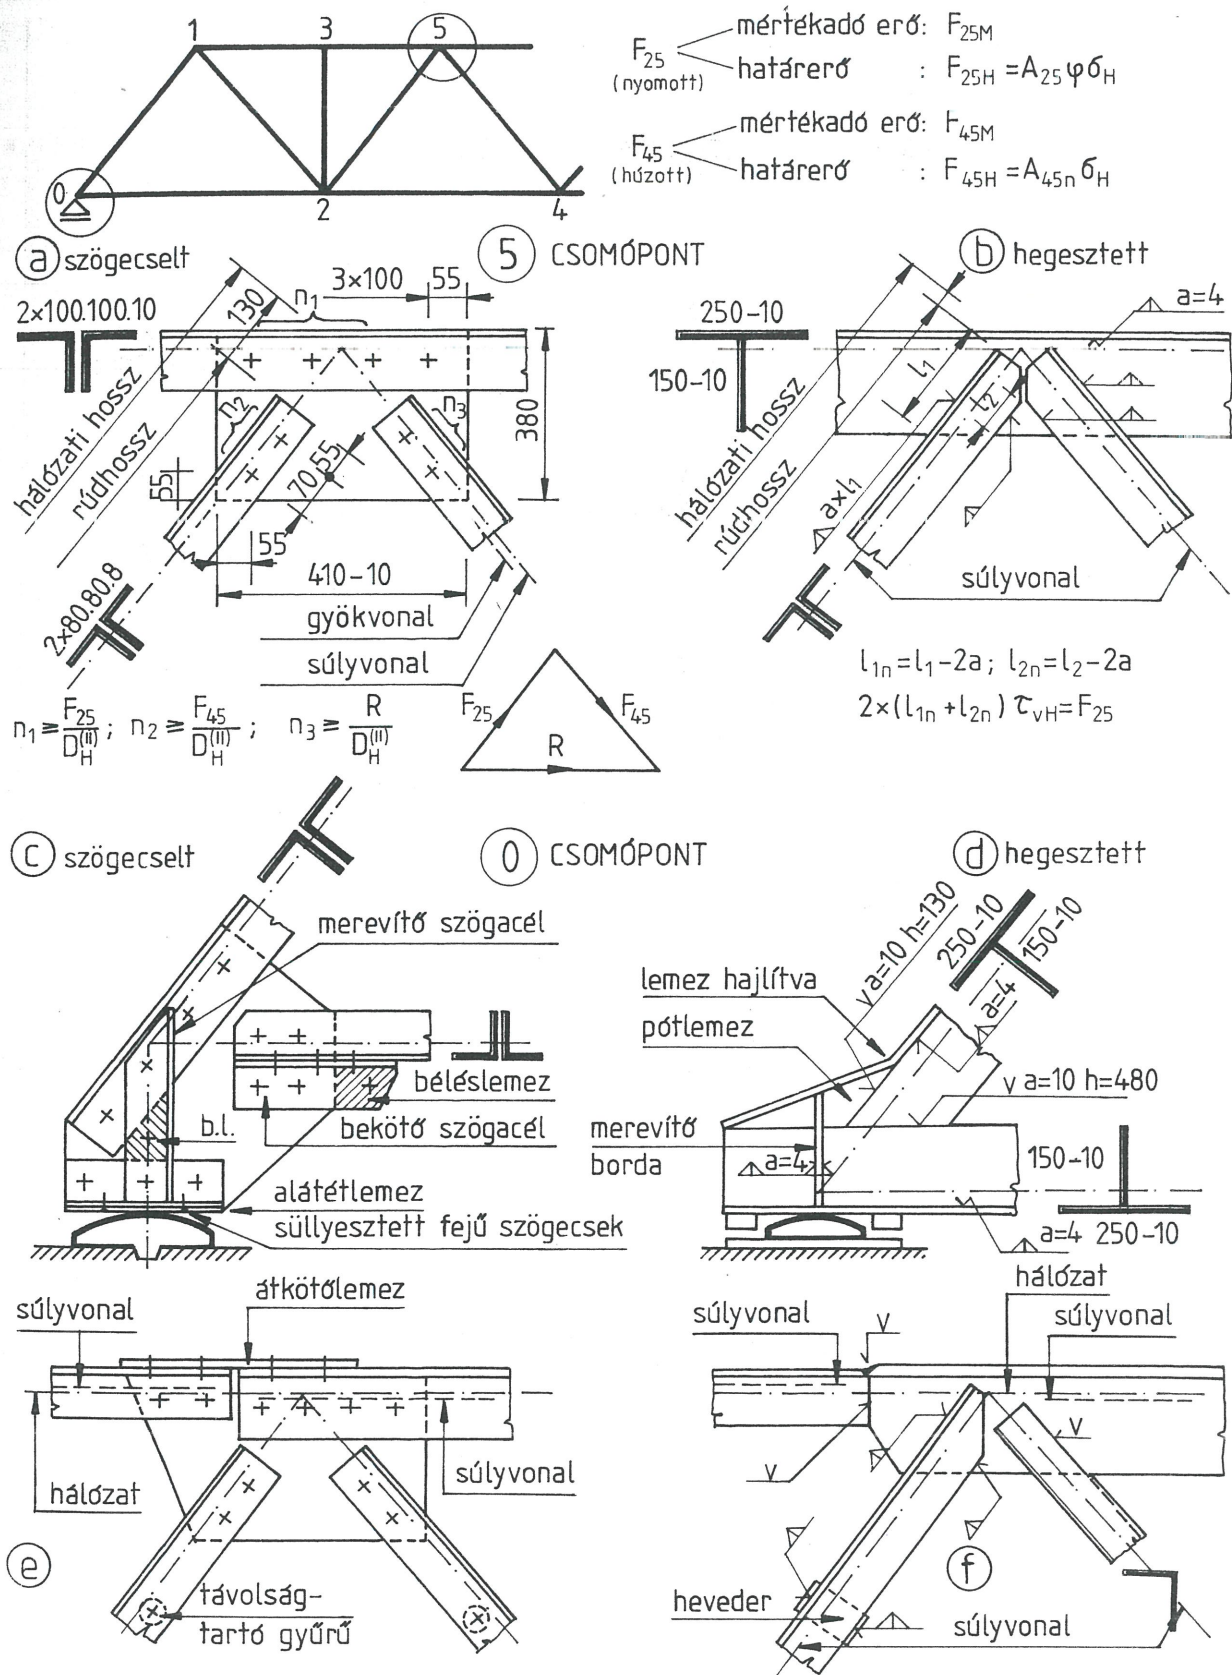 1
3
5
0
2
4
F25
(nyomott)
mértékadó erő: F25M
határerő : F25H = A25 φ σH
F45
(húzott)
mértékadó erő: F45M
határerő : F45H = A45n σH
a szögecselt
5 CSOMÓPONT
b hegesztett
2×100.100.10
hálózati hossz
rúdhossz
130
n1
3×100
55
n2
n3
380
55
70
55
55
410-10
2×80.80.8
gyökvonal
súlyvonal
250-10
150-10
a=4
hálózati hossz
rúdhossz
l1
l2
a×l1
súlyvonal
l1n=l1-2a; l2n=l2-2a
2×(l1n+l2n) τvH=F25
n1 ≥ F25/DH(II); n2 ≥ F45/DH(II); n3 ≥ R/DH(II)
F25
F45
R
c szögecselt
0 CSOMÓPONT
d hegesztett
merevítő szögacél
béléslemez
b.l.
bekötő szögacél
alátétlemez
süllyesztett fejű szögecsek
v a=10 h=130
250-10
150-10
a=4
lemez hajlítva
pótlemez
v a=10 h=480
merevítő
borda
a=4
150-10
a=4 250-10
átkötőlemez
súlyvonal
hálózat
súlyvonal
e
távolság-
tartó gyűrű
hálózat
súlyvonal
súlyvonal
v
v
v
f
heveder
súlyvonal